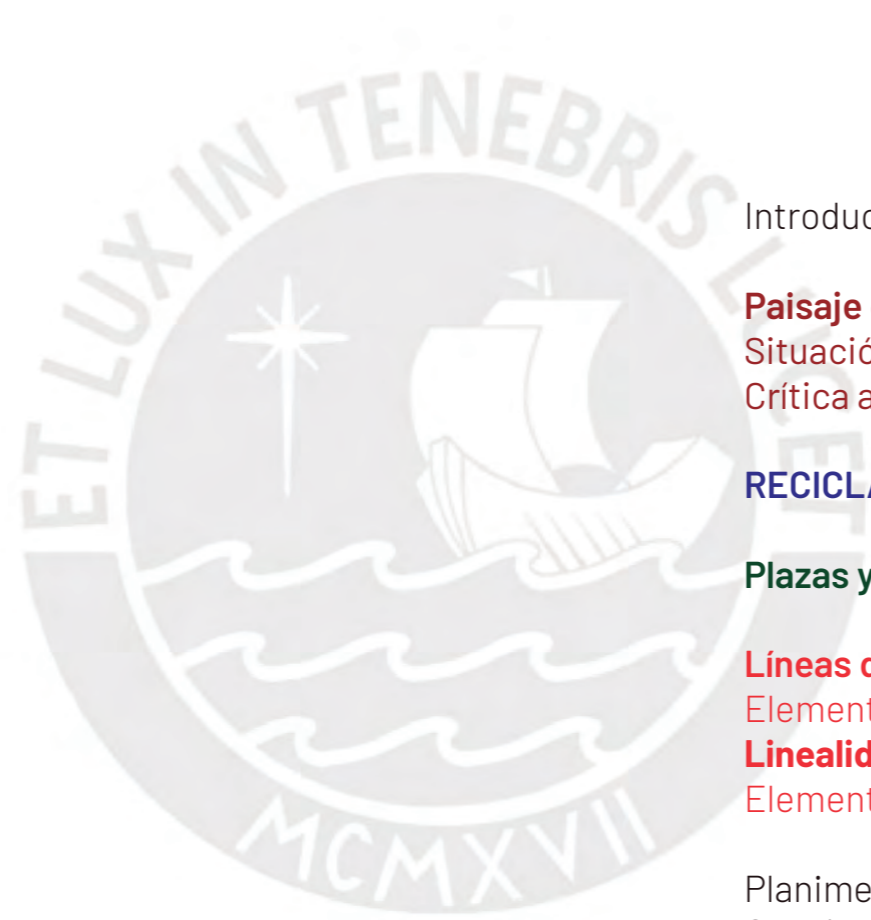 ET LUX IN TENEBRIS LUCET
MCMXVII
Introduc
Paisaje
Situació
Crítica a
RECICLA
Plazas y
Líneas d
Element
Linealid
Element
Planime